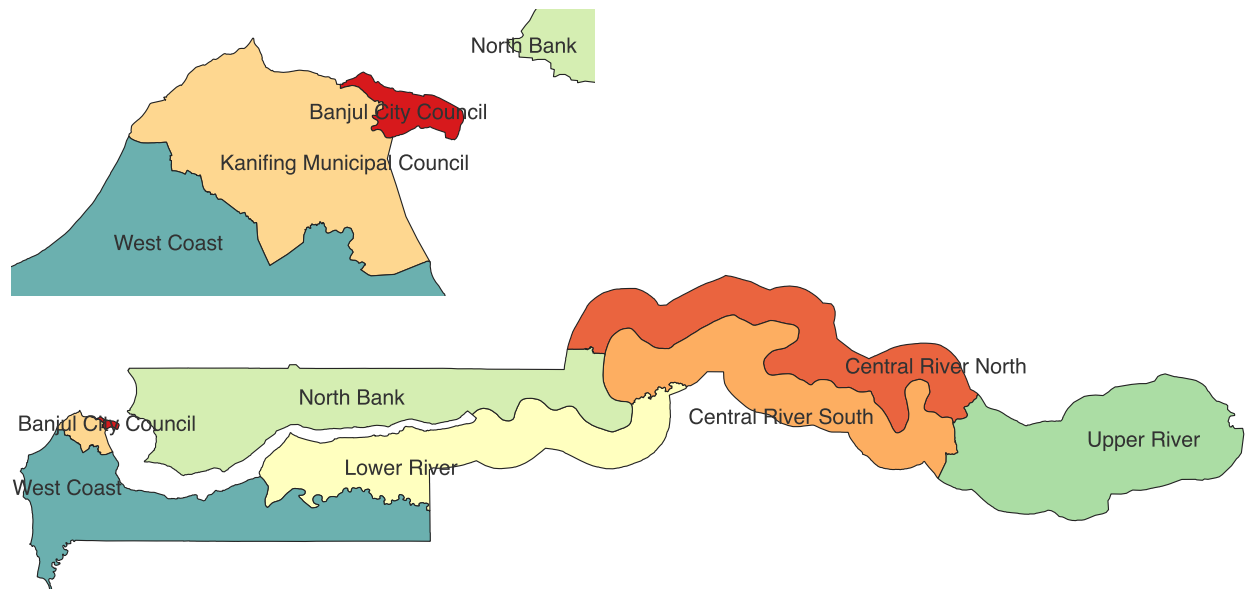 North Bank
Banjul City Council
Kanifing Municipal Council
West Coast
Central River North
North Bank
Central River South
Banjul City Council
Upper River
Lower River
West Coast